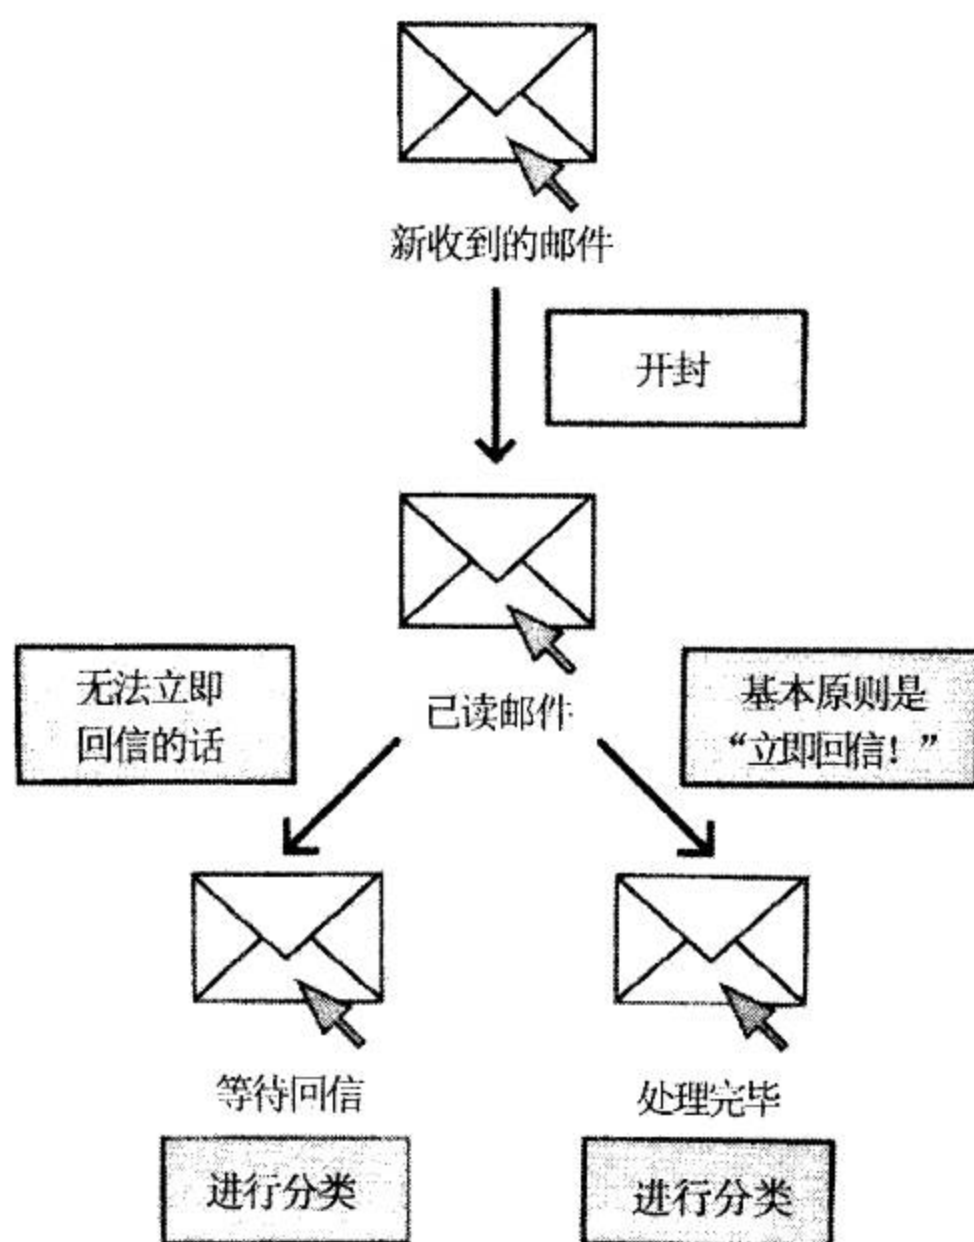 新收到的邮件
开封
已读邮件
无法立即
回信的话
基本原则是
“立即回信！”
等待回信
处理完毕
进行分类
进行分类